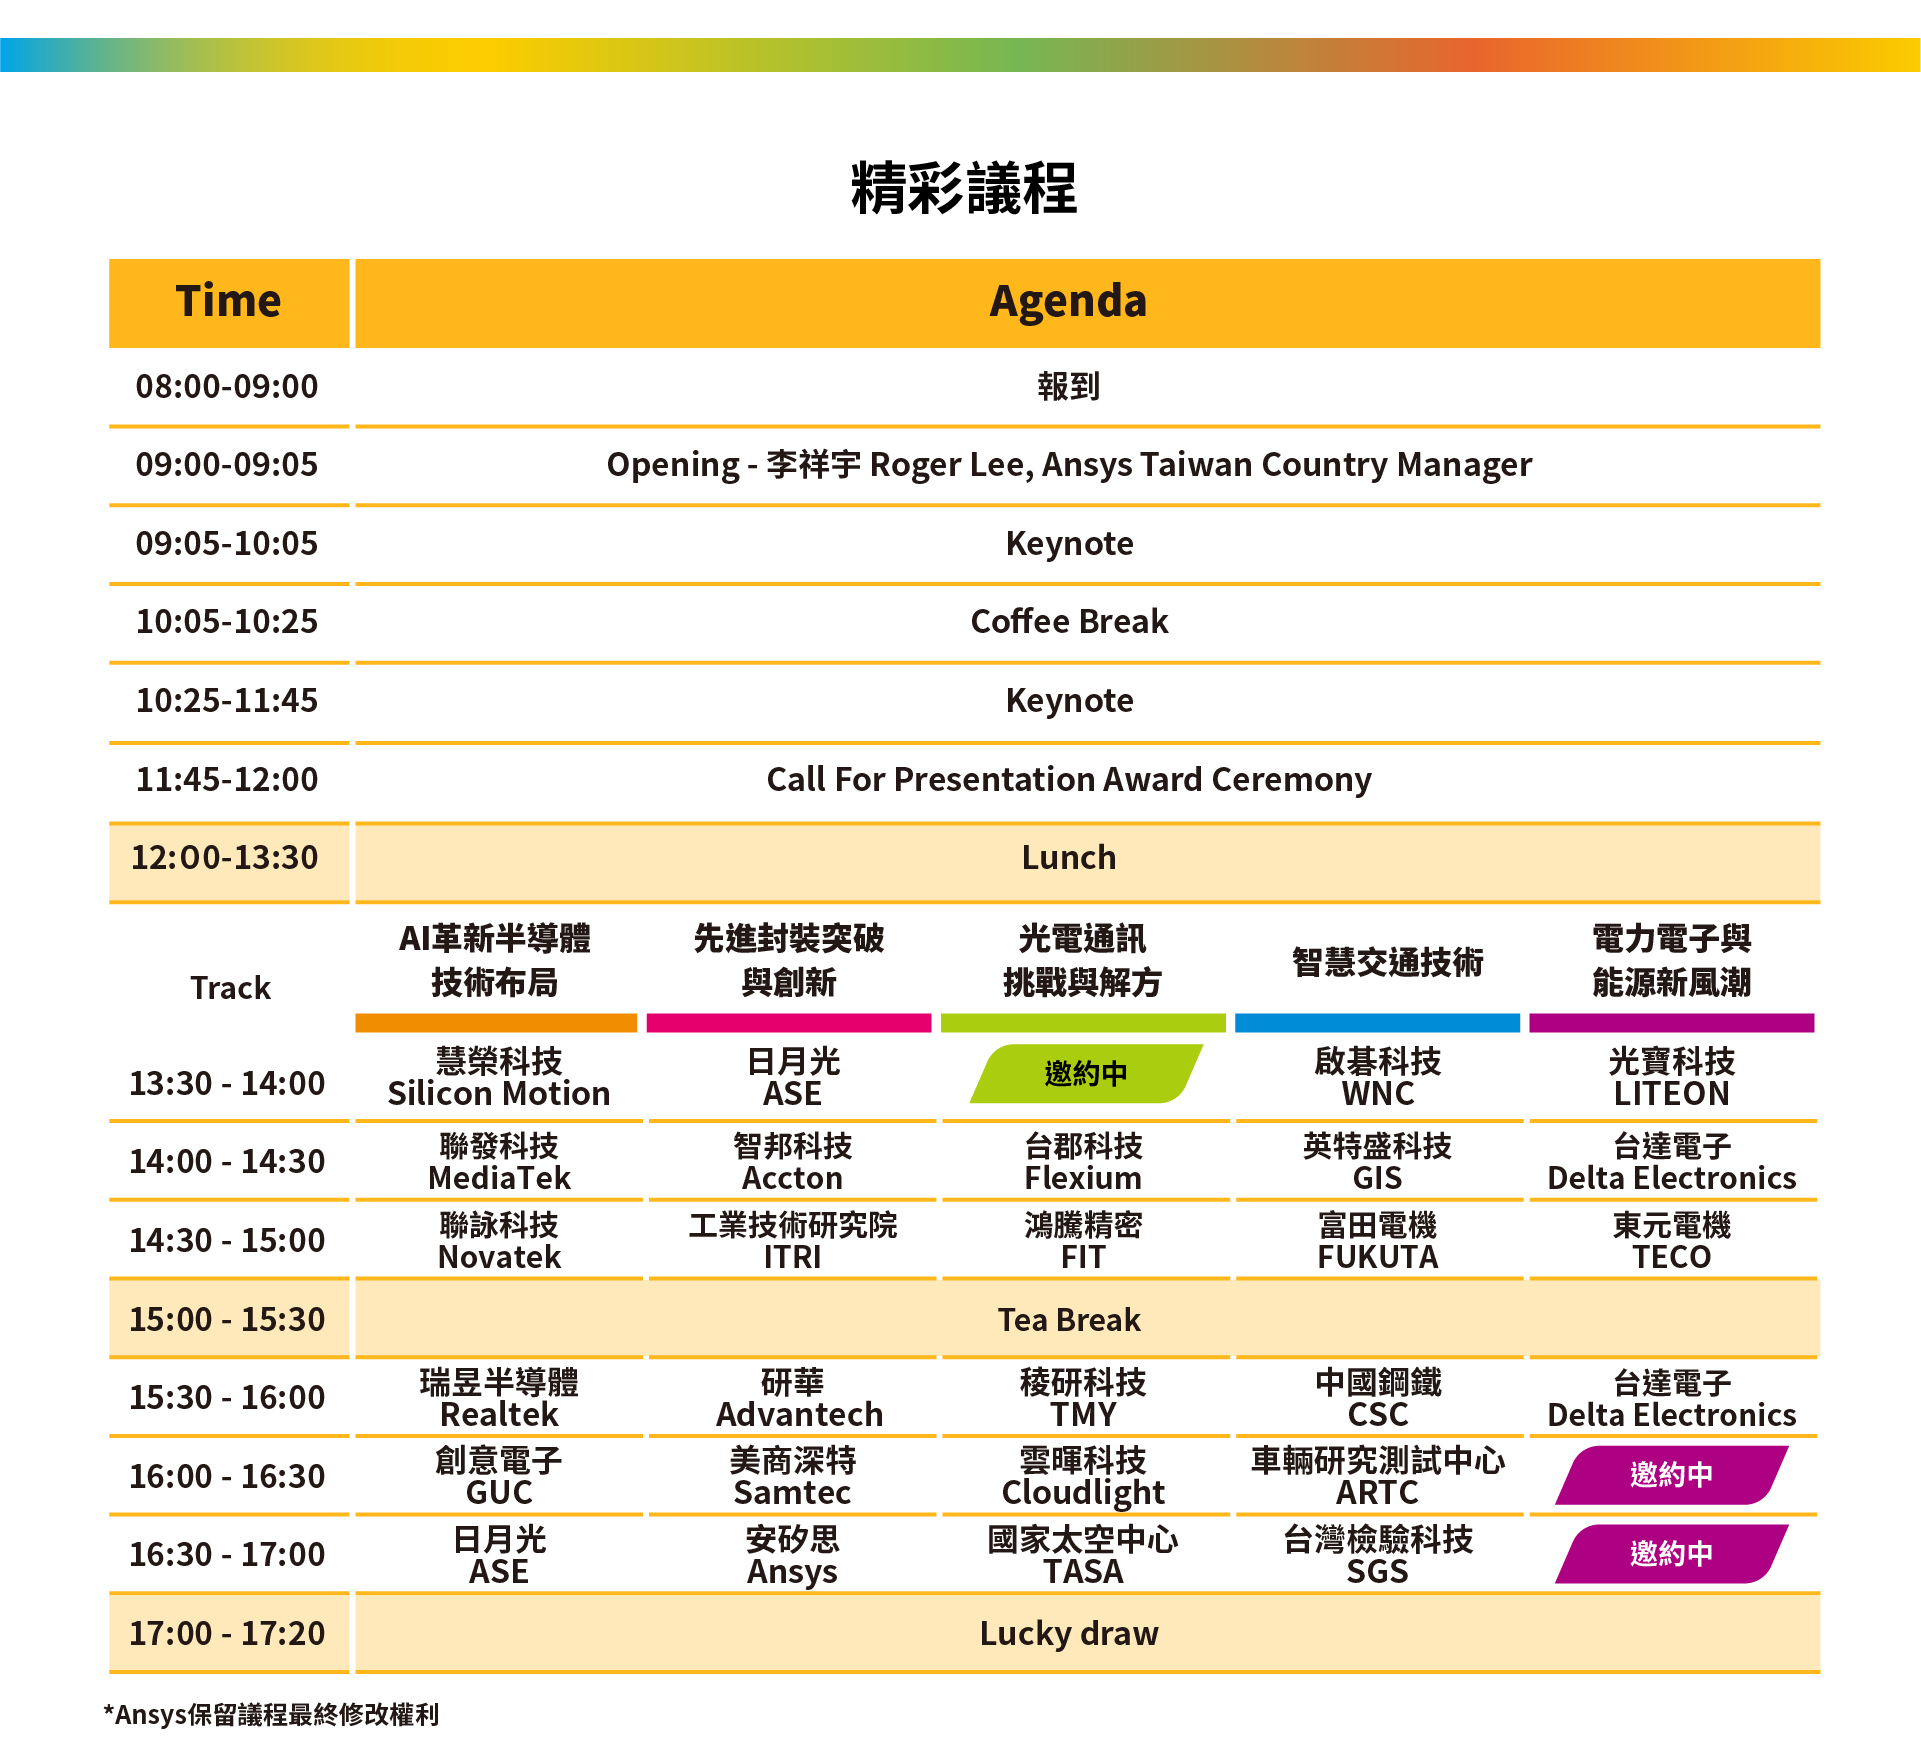 精彩議程
Time Agenda
08:00-09:00 報到
09:00-09:05 Opening - 李祥宇 Roger Lee, Ansys Taiwan Country Manager
09:05-10:05 Keynote
10:05-10:25 Coffee Break
10:25-11:45 Keynote
11:45-12:00 Call For Presentation Award Ceremony
12:00-13:30 Lunch
Track
AI革新半導體
技術布局
先進封裝突破
與創新
光電通訊
挑戰與解方
智慧交通技術
電力電子與
能源新風潮
13:30 - 14:00
慧榮科技
Silicon Motion
日月光
ASE
邀約中
啟碁科技
WNC
光寶科技
LITEON
14:00 - 14:30
聯發科技
MediaTek
智邦科技
Accton
台郡科技
Flexium
英特盛科技
GIS
台達電子
Delta Electronics
14:30 - 15:00
聯詠科技
Novatek
工業技術研究院
ITRI
鴻騰精密
FIT
富田電機
FUKUTA
東元電機
TECO
15:00 - 15:30 Tea Break
15:30 - 16:00
瑞昱半導體
Realtek
研華
Advantech
稜研科技
TMY
中國鋼鐵
CSC
台達電子
Delta Electronics
16:00 - 16:30
創意電子
GUC
美商深特
Samtec
雲暉科技
Cloudlight
車輛研究測試中心
ARTC
邀約中
16:30 - 17:00
日月光
ASE
安矽思
Ansys
國家太空中心
TASA
台灣檢驗科技
SGS
邀約中
17:00 - 17:20 Lucky draw
*Ansys保留議程最終修改權利